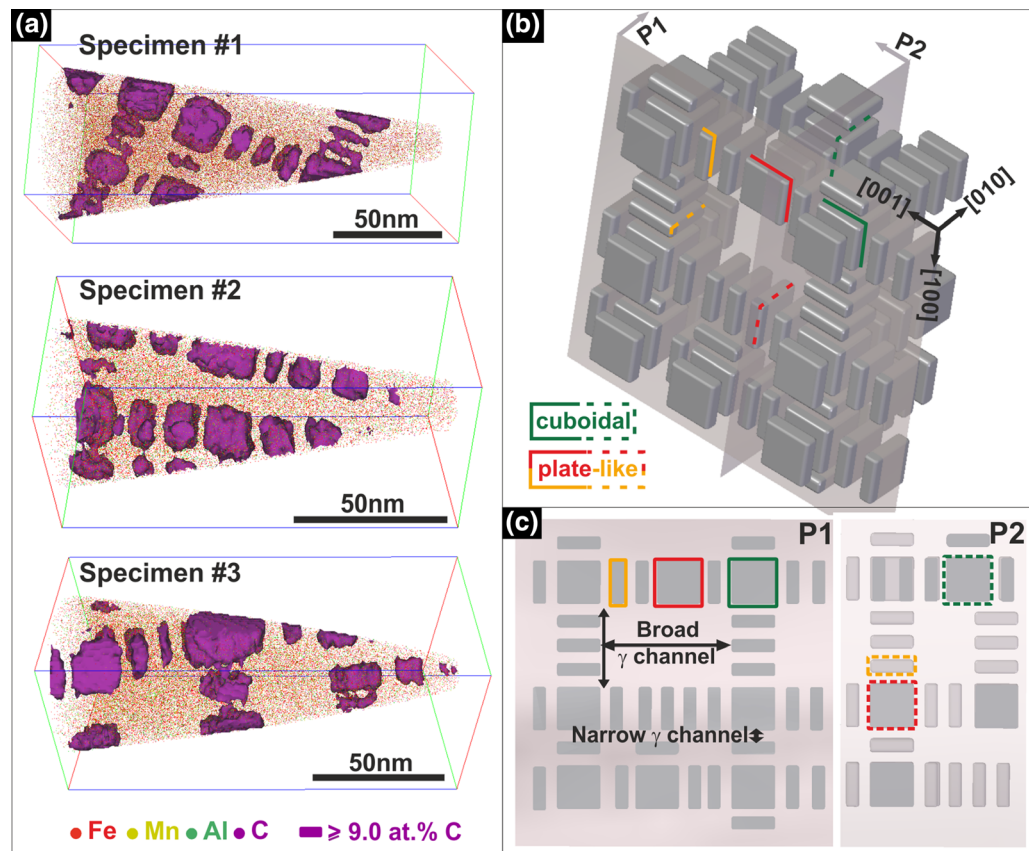 (a)
Specimen #1
50nm
Specimen #2
50nm
Specimen #3
50nm
Fe Mn Al C ⩾ 9.0 at.% C
(b)
P1
P2
[001]
[010]
[100]
cuboidal
plate-like
(c)
P1
P2
Broad
γ channel
Narrow γ channel